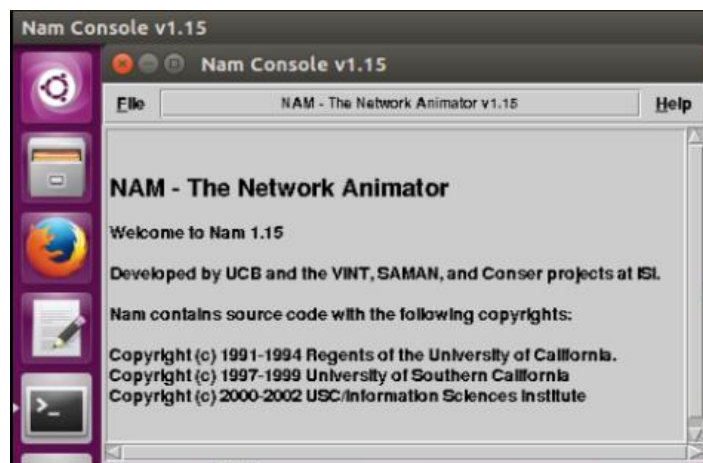 Nam Console v1.15
Nam Console v1.15
File NAM - The Network Animator v1.15 Help
NAM - The Network Animator
Welcome to Nam 1.15
Developed by UCB and the VINT, SAMAN, and Conser projects at ISI.
Nam contains source code with the following copyrights:
Copyright (c) 1991-1994 Regents of the University of California.
Copyright (c) 1997-1999 University of Southern California
Copyright (c) 2000-2002 USC/Information Sciences Institute